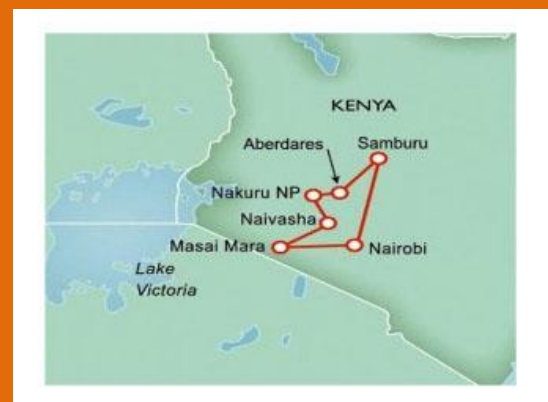 KENYA
Aberdares
Samburu
Nakuru NP
Naivasha
Masai Mara
Nairobi
Lake
Victoria